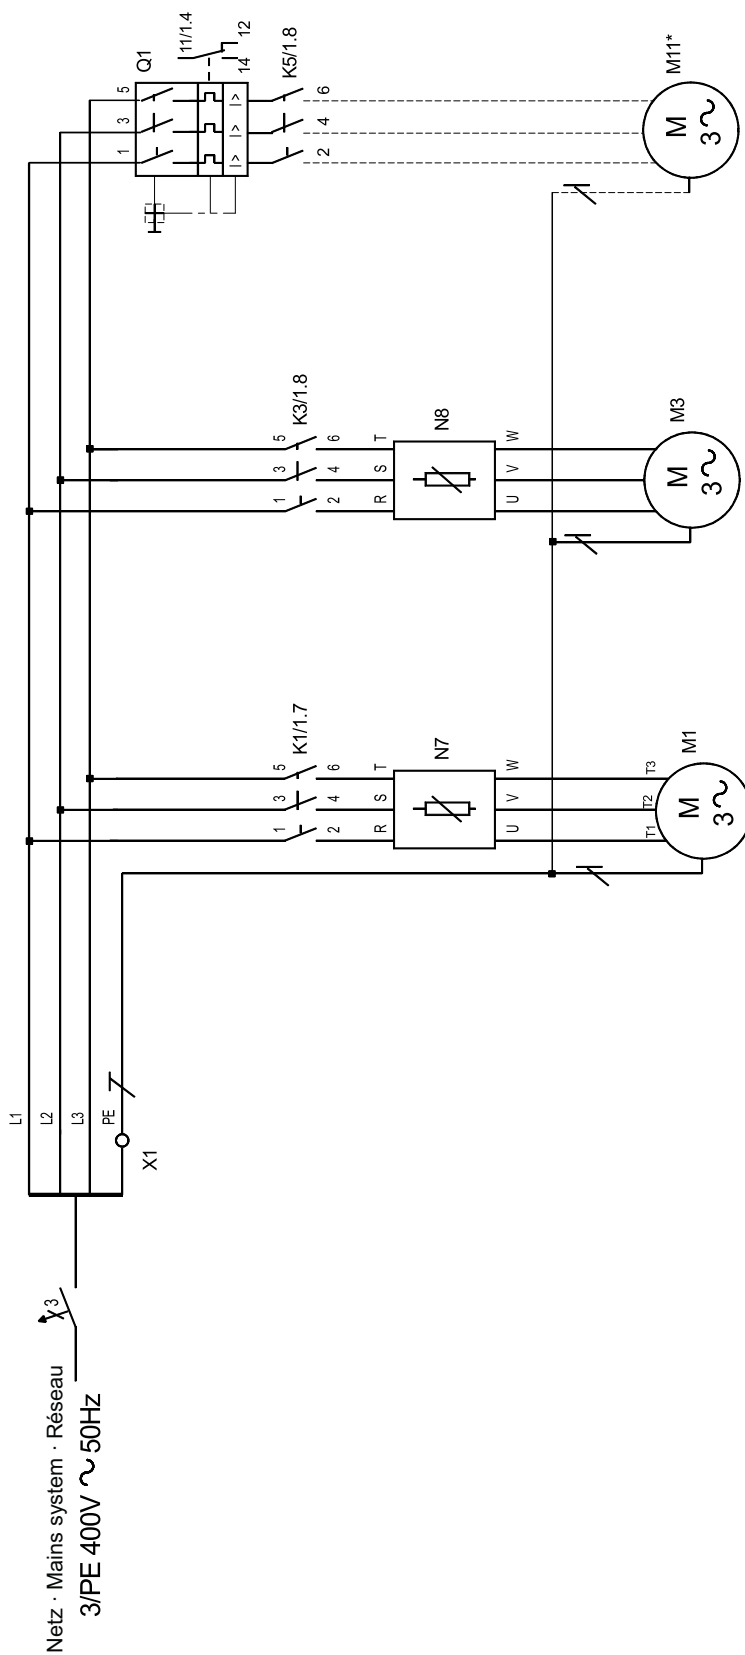 Netz · Mains system · Réseau
3/PE 400V ~ 50Hz
3
L1
L2
L3
PE
X1
K1/1.7
1
3
5
2
4
6
R
S
T
N7
U
V
W
T1
T2
T3
M1
M
3~
K3/1.8
1
3
5
2
4
6
R
S
T
N8
U
V
W
M3
M
3~
Q1
1
3
5
I>
I>
I>
11/1.4
12
14
K5/1.8
2
4
6
M11*
M
3~